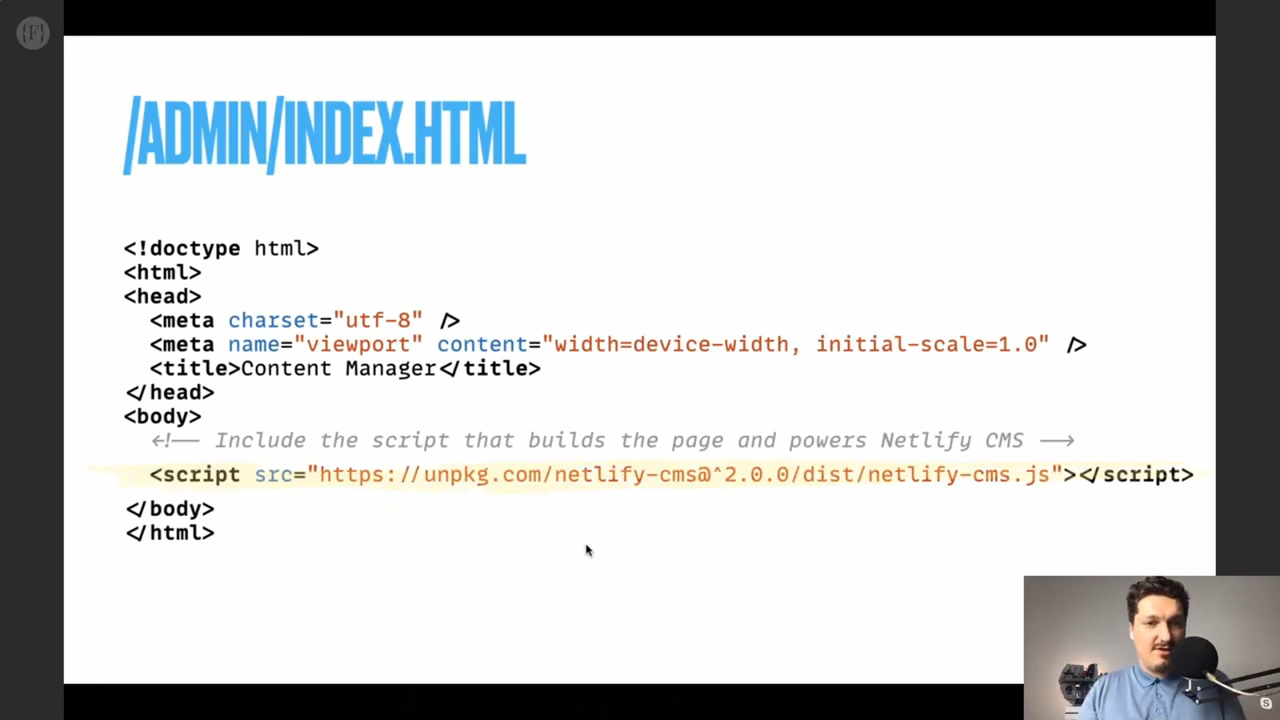 {F}
/ADMIN/INDEX.HTML
<!doctype html>
<html>
<head>
<meta charset="utf-8" />
<meta name="viewport" content="width=device-width, initial-scale=1.0" />
<title>Content Manager</title>
</head>
<body>
<!-- Include the script that builds the page and powers Netlify CMS -->
<script src="https://unpkg.com/netlify-cms@^2.0.0/dist/netlify-cms.js"></script>
</body>
</html>